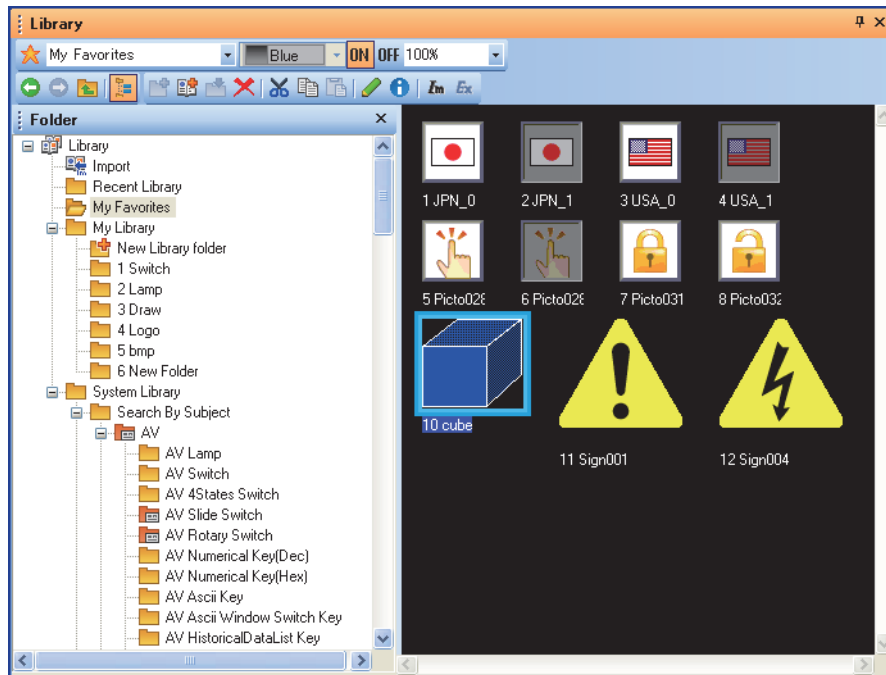 Library
My Favorites Blue ON OFF 100%
Im Ex
Folder
Library
Import
Recent Library
My Favorites
My Library
New Library folder
1 Switch
2 Lamp
3 Draw
4 Logo
5 bmp
6 New Folder
System Library
Search By Subject
AV
AV Lamp
AV Switch
AV 4States Switch
AV Slide Switch
AV Rotary Switch
AV Numerical Key(Dec)
AV Numerical Key(Hex)
AV Ascii Key
AV Ascii Window Switch Key
AV HistoricalDataList Key
1 JPN_0 2 JPN_1 3 USA_0 4 USA_1
5 Picto028 6 Picto028 7 Picto031 8 Picto032
10 cube
11 Sign001 12 Sign004